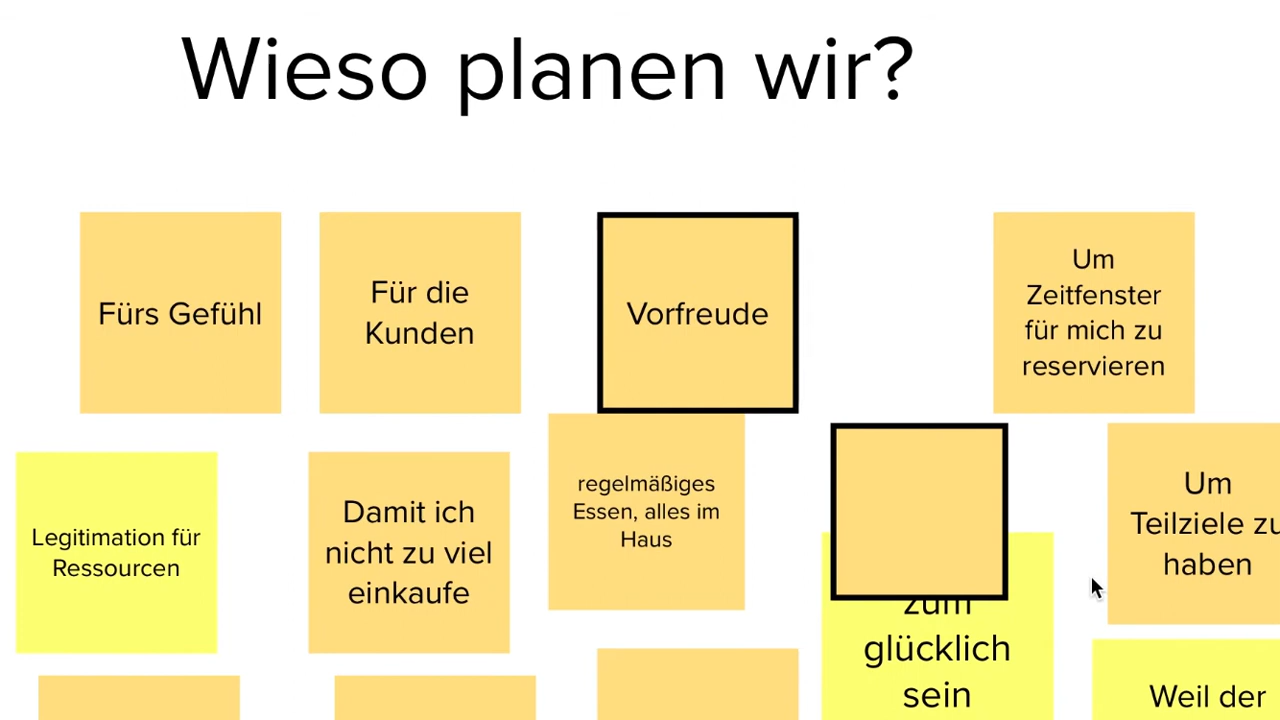 Wieso planen wir?
Fürs Gefühl
Für die
Kunden
Vorfreude
Um
Zeitfenster
für mich zu
reservieren
Legitimation für
Ressourcen
Damit ich
nicht zu viel
einkaufe
regelmäßiges
Essen, alles im
Haus
zum
glücklich
sein
Um
Teilziele zu
haben
Weil der